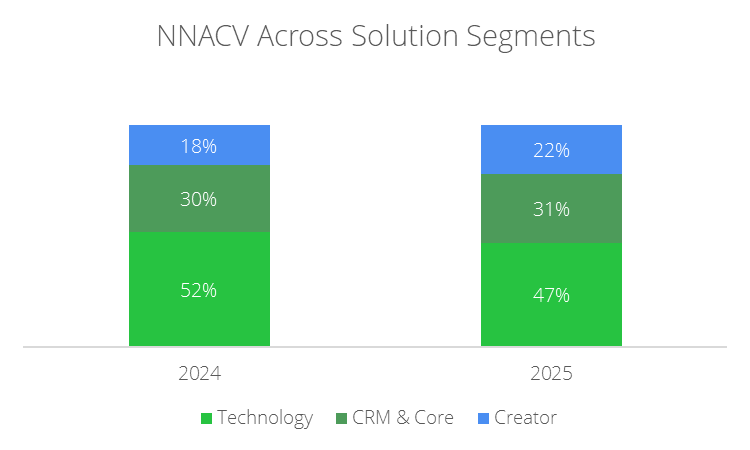 NNACV Across Solution Segments
18%
22%
30%
31%
52%
47%
2024
2025
Technology
CRM & Core
Creator